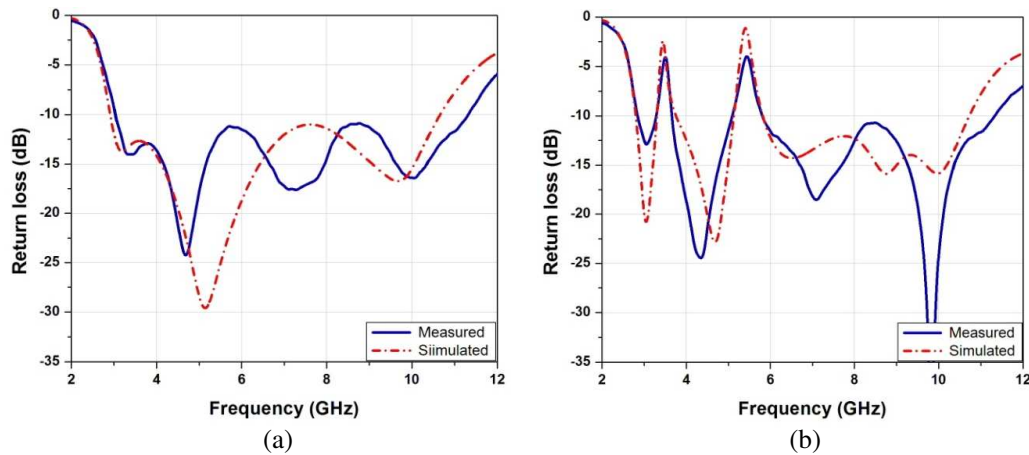 0
-5
-10
-15
-20
-25
-30
-35
Return loss (dB)
2 4 6 8 10 12
Frequency (GHz)
Measured
Siimulated
(a)
0
-5
-10
-15
-20
-25
-30
-35
Return loss (dB)
2 4 6 8 10 12
Frequency (GHz)
Measured
Simulated
(b)